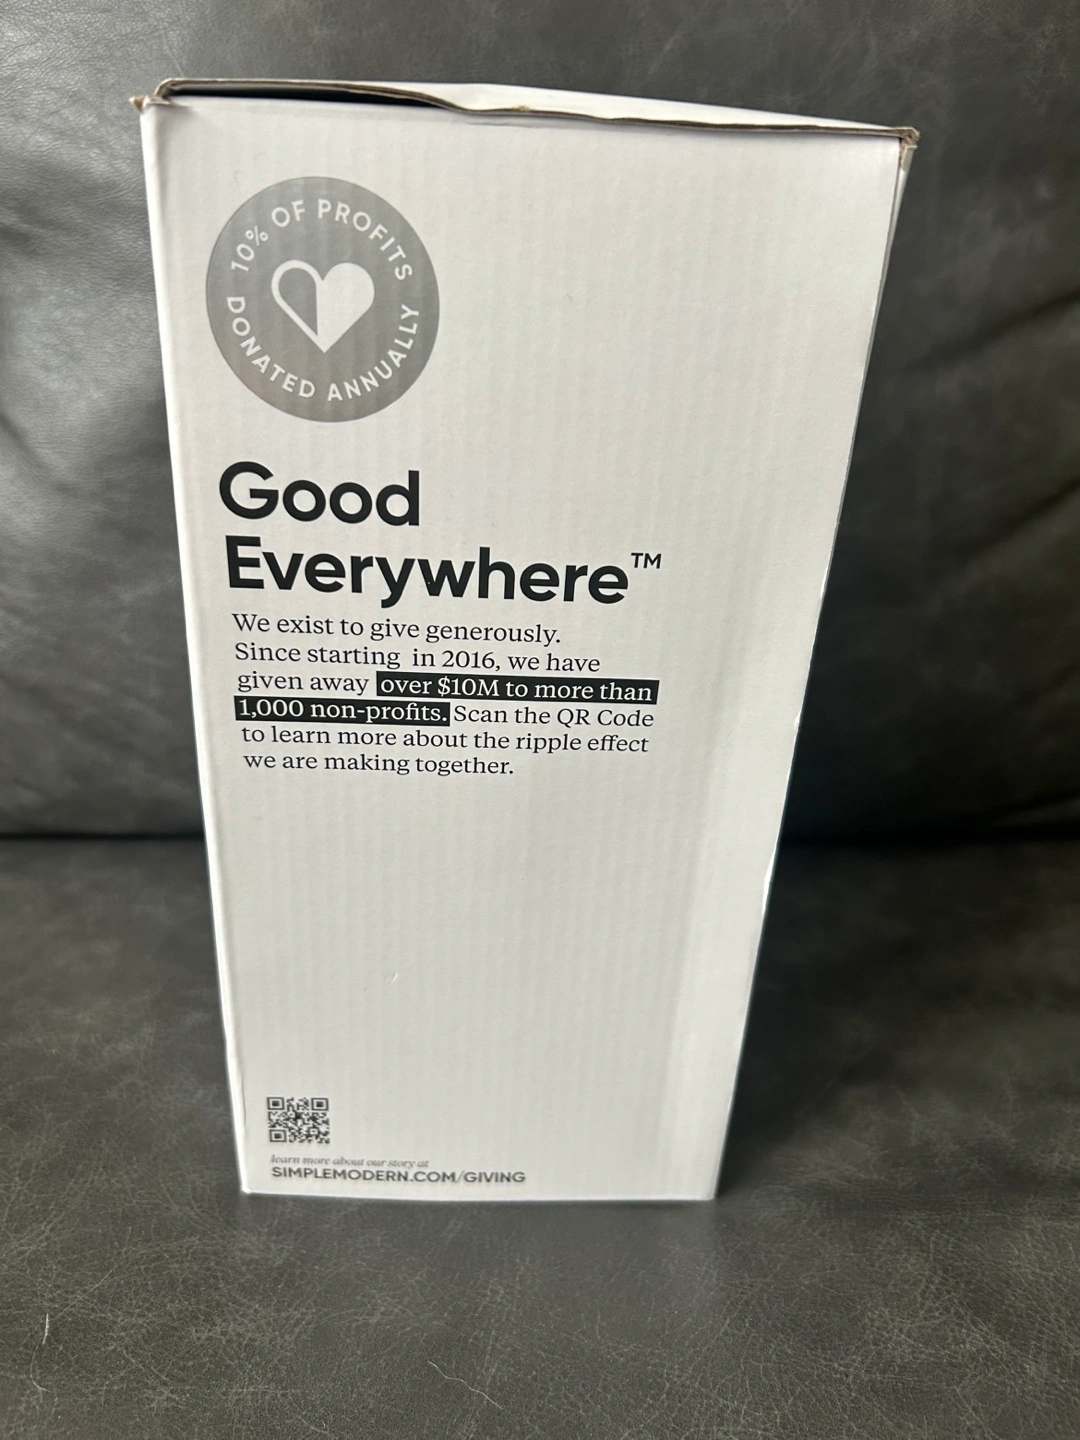 10% OF PROFITS
DONATED ANNUALLY
Good
Everywhere™
We exist to give generously.
Since starting in 2016, we have
given away over $10M to more than
1,000 non-profits. Scan the QR Code
to learn more about the ripple effect
we are making together.
learn more about our story at
SIMPLEMODERN.COM/GIVING